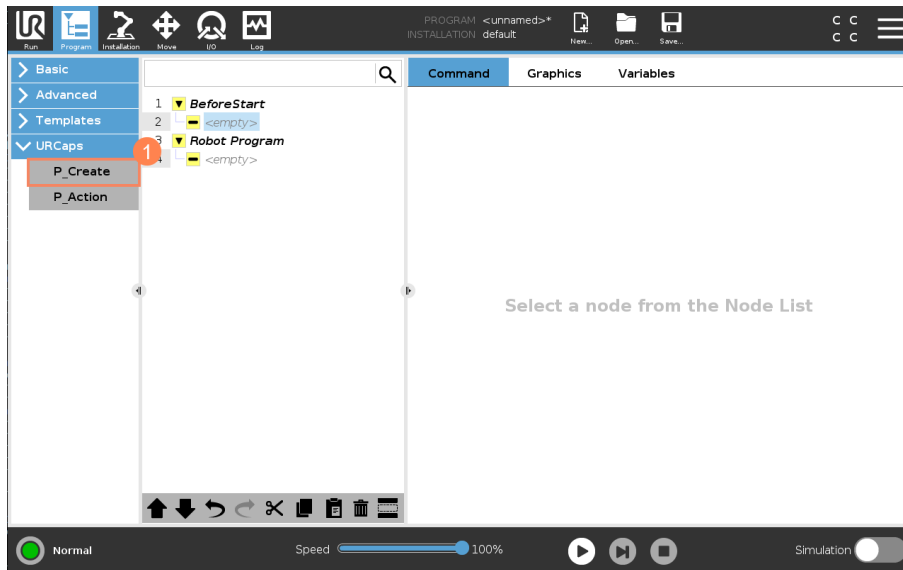 PROGRAM <unnamed>*
INSTALLATION default
UR
Run
Program
Installation
Move
I/O
Log
New...
Open...
Save...
C C
C C
Basic
Advanced
Templates
URCaps
P_Create
P_Action
1
1 BeforeStart
2 <empty>
3 Robot Program
4 <empty>
Command
Graphics
Variables
Select a node from the Node List
Normal
Speed
100%
Simulation